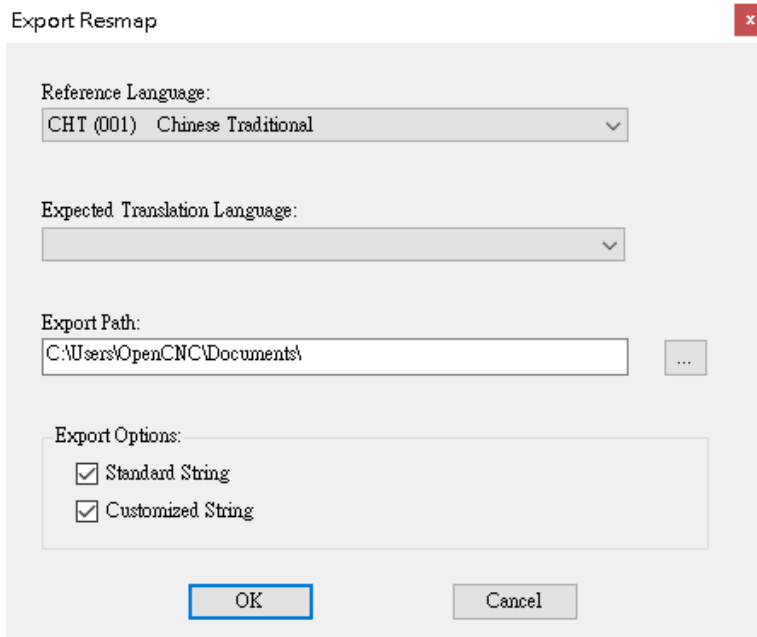 Export Resmap
x
Reference Language:
CHT (001) Chinese Traditional
Expected Translation Language:
Export Path:
C:\Users\OpenCNC\Documents\
...
Export Options:
Standard String
Customized String
OK Cancel